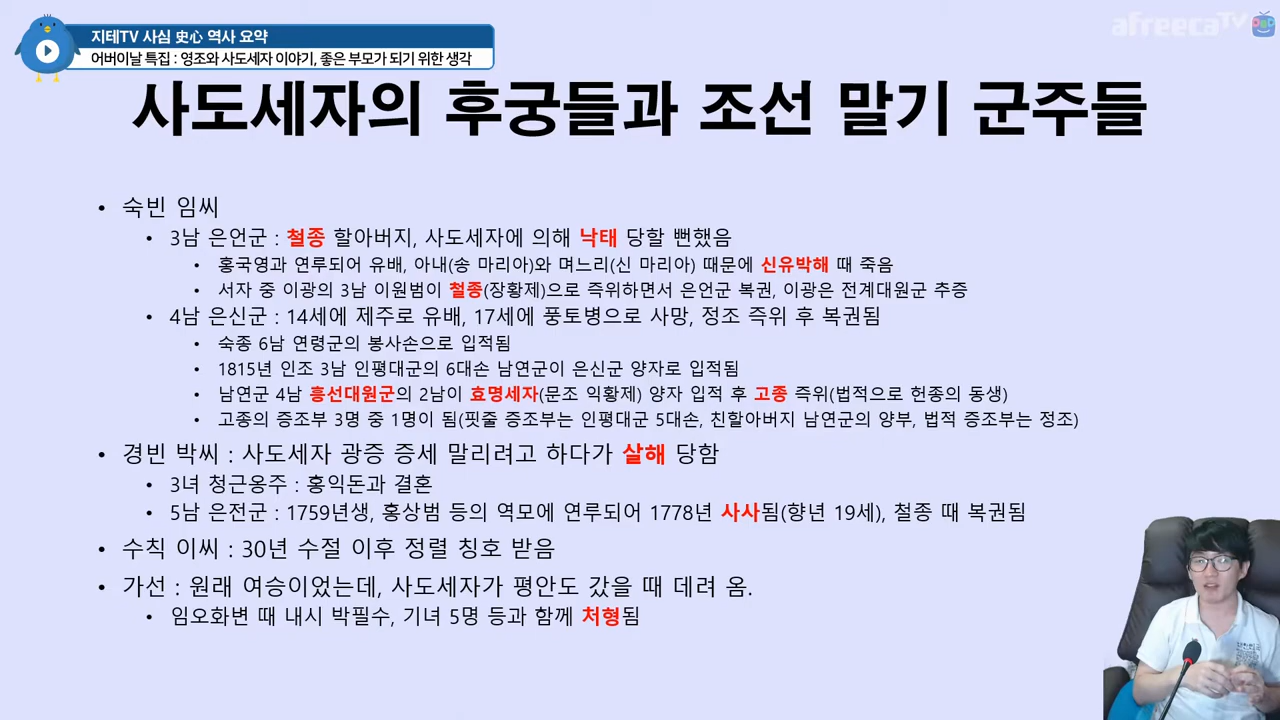 afreecaTV
지테TV 사심 史心 역사 요약
어버이날 특집 : 영조와 사도세자 이야기, 좋은 부모가 되기 위한 생각
사도세자의 후궁들과 조선 말기 군주들
• 숙빈 임씨
• 3남 은언군 : 철종 할아버지, 사도세자에 의해 낙태 당할 뻔했음
• 홍국영과 연루되어 유배, 아내(송 마리아)와 며느리(신 마리아) 때문에 신유박해 때 죽음
• 서자 중 이광의 3남 이원범이 철종(장황제)으로 즉위하면서 은언군 복권, 이광은 전계대원군 추증
• 4남 은신군 : 14세에 제주로 유배, 17세에 풍토병으로 사망, 정조 즉위 후 복권됨
• 숙종 6남 연령군의 봉사손으로 입적됨
• 1815년 인조 3남 인평대군의 6대손 남연군이 은신군 양자로 입적됨
• 남연군 4남 흥선대원군의 2남이 효명세자(문조 익황제) 양자 입적 후 고종 즉위(법적으로 헌종의 동생)
• 고종의 증조부 3명 중 1명이 됨(핏줄 증조부는 인평대군 5대손, 친할아버지 남연군의 양부, 법적 증조부는 정조)
• 경빈 박씨 : 사도세자 광증 증세 말리려고 하다가 살해 당함
• 3녀 청근옹주 : 홍익돈과 결혼
• 5남 은전군 : 1759년생, 홍상범 등의 역모에 연루되어 1778년 사사됨(향년 19세), 철종 때 복권됨
• 수칙 이씨 : 30년 수절 이후 정렬 칭호 받음
• 가선 : 원래 여승이었는데, 사도세자가 평안도 갔을 때 데려 옴.
• 임오화변 때 내시 박필수, 기녀 5명 등과 함께 처형됨